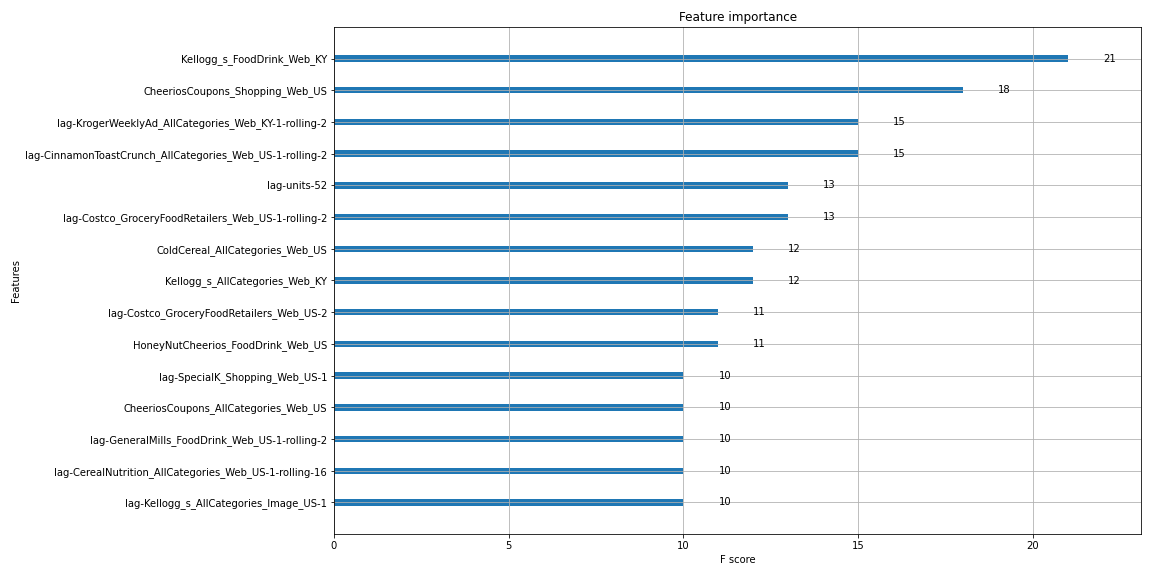 Feature importance
Features
Kellogg_s_FoodDrink_Web_KY 21
CheeriosCoupons_Shopping_Web_US 18
lag-KrogerWeeklyAd_AllCategories_Web_KY-1-rolling-2 15
lag-CinnamonToastCrunch_AllCategories_Web_US-1-rolling-2 15
lag-units-52 13
lag-Costco_GroceryFoodRetailers_Web_US-1-rolling-2 13
ColdCereal_AllCategories_Web_US 12
Kellogg_s_AllCategories_Web_KY 12
lag-Costco_GroceryFoodRetailers_Web_US-2 11
HoneyNutCheerios_FoodDrink_Web_US 11
lag-SpecialK_Shopping_Web_US-1 10
CheeriosCoupons_AllCategories_Web_US 10
lag-GeneralMills_FoodDrink_Web_US-1-rolling-2 10
lag-CerealNutrition_AllCategories_Web_US-1-rolling-16 10
lag-Kellogg_s_AllCategories_Image_US-1 10
0 5 10 15 20
F score